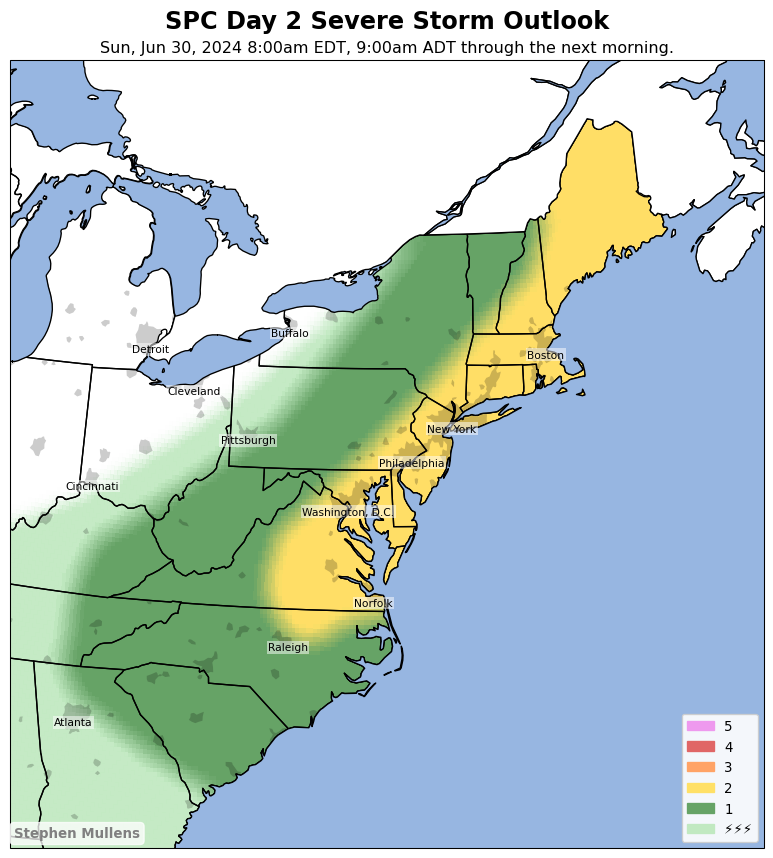 SPC Day 2 Severe Storm Outlook
Sun, Jun 30, 2024 8:00am EDT, 9:00am ADT through the next morning.
Buffalo
Detroit
Boston
Cleveland
New York
Pittsburgh
Philadelphia
Cincinnati
Washington, D.C.
Norfolk
Raleigh
Atlanta
5
4
3
2
1
⚡⚡⚡
Stephen Mullens